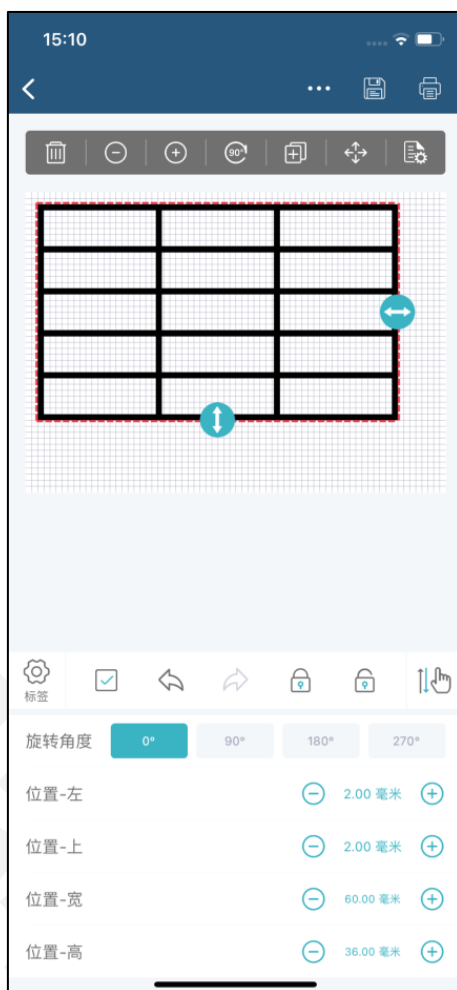 15:10
90°
标签
旋转角度 0° 90° 180° 270°
位置-左 2.00 毫米
位置-上 2.00 毫米
位置-宽 60.00 毫米
位置-高 36.00 毫米